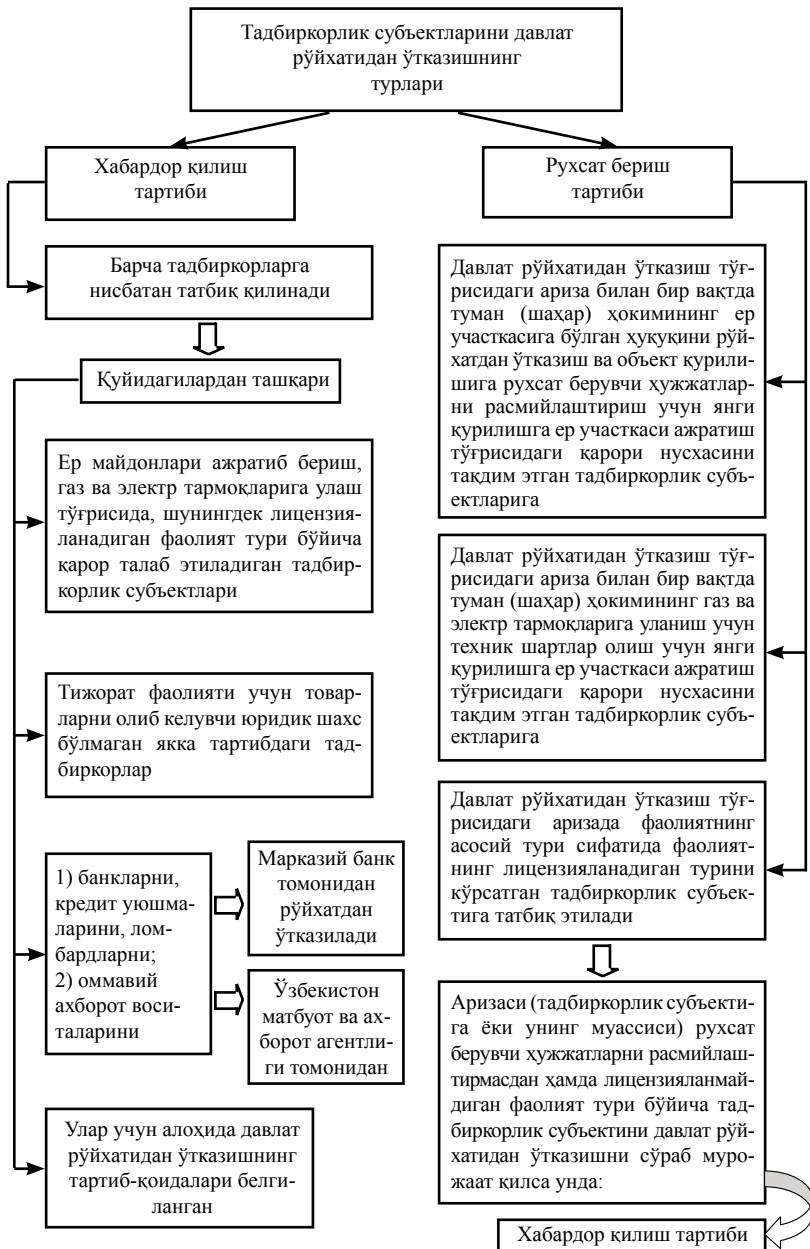 Тадбиркорлик субъектларини давлат
рўйхатидан ўтказишнинг
турлари
Хабардор қилиш
тартиби
Рухсат бериш
тартиби
Барча тадбиркорларга
нисбатан татбиқ қилинади
Қуйидагилардан ташқари
Ер майдонлари ажратиб бериш,
газ ва электр тармоқларига улаш
тўғрисида, шунингдек лицензия-
ланадиган фаолият тури бўйича
қарор талаб этиладиган тадбир-
корлик субъектлари
Тижорат фаолияти учун товар-
ларни олиб келувчи юридик шахс
бўлмаган якка тартибдаги тад-
биркорлар
1) банкларни,
кредит уюшма-
ларини, лом-
бардларни;
2) оммавий
ахборот воси-
таларини
Марказий банк
томонидан
рўйхатдан
ўтказилади
Ўзбекистон
матбуот ва ах-
борот агентли-
ги томонидан
Улар учун алоҳида давлат
рўйхатидан ўтказишнинг
тартиб-қоидалари белги-
ланган
Давлат рўйхатидан ўтказиш тўғ-
рисидаги ариза билан бир вақтда
туман (шаҳар) ҳокимининг ер
участкасига бўлган ҳуқуқини рўй-
хатдан ўтказиш ва объект қурили-
шига рухсат берувчи ҳужжатлар-
ни расмийлаштириш учун янги
қурилишга ер участкаси ажратиш
тўғрисидаги қарори нусхасини
тақдим этган тадбиркорлик субъ-
ектларига
Давлат рўйхатидан ўтказиш тўғ-
рисидаги ариза билан бир вақтда
туман (шаҳар) ҳокимининг газ ва
электр тармоқларига уланиш учун
техник шартлар олиш учун янги
қурилишга ер участкаси ажратиш
тўғрисидаги қарори нусхасини
тақдим этган тадбиркорлик субъ-
ектларига
Давлат рўйхатидан ўтказиш тўғ-
рисидаги аризада фаолиятнинг
асосий тури сифатида фаолият-
нинг лицензияланадиган турини
кўрсатган тадбиркорлик субъек-
тига татбиқ этилади
Аризаси (тадбиркорлик субъекти-
га ёки унинг муассиси) рухсат
берувчи ҳужжатларни расмийлаш-
тирмасдан ҳамда лицензияланмай-
диган фаолият тури бўйича тад-
биркорлик субъектини давлат рўй-
хатидан ўтказишни сўраб муро-
жаат қилса унда:
Хабардор қилиш тартиби